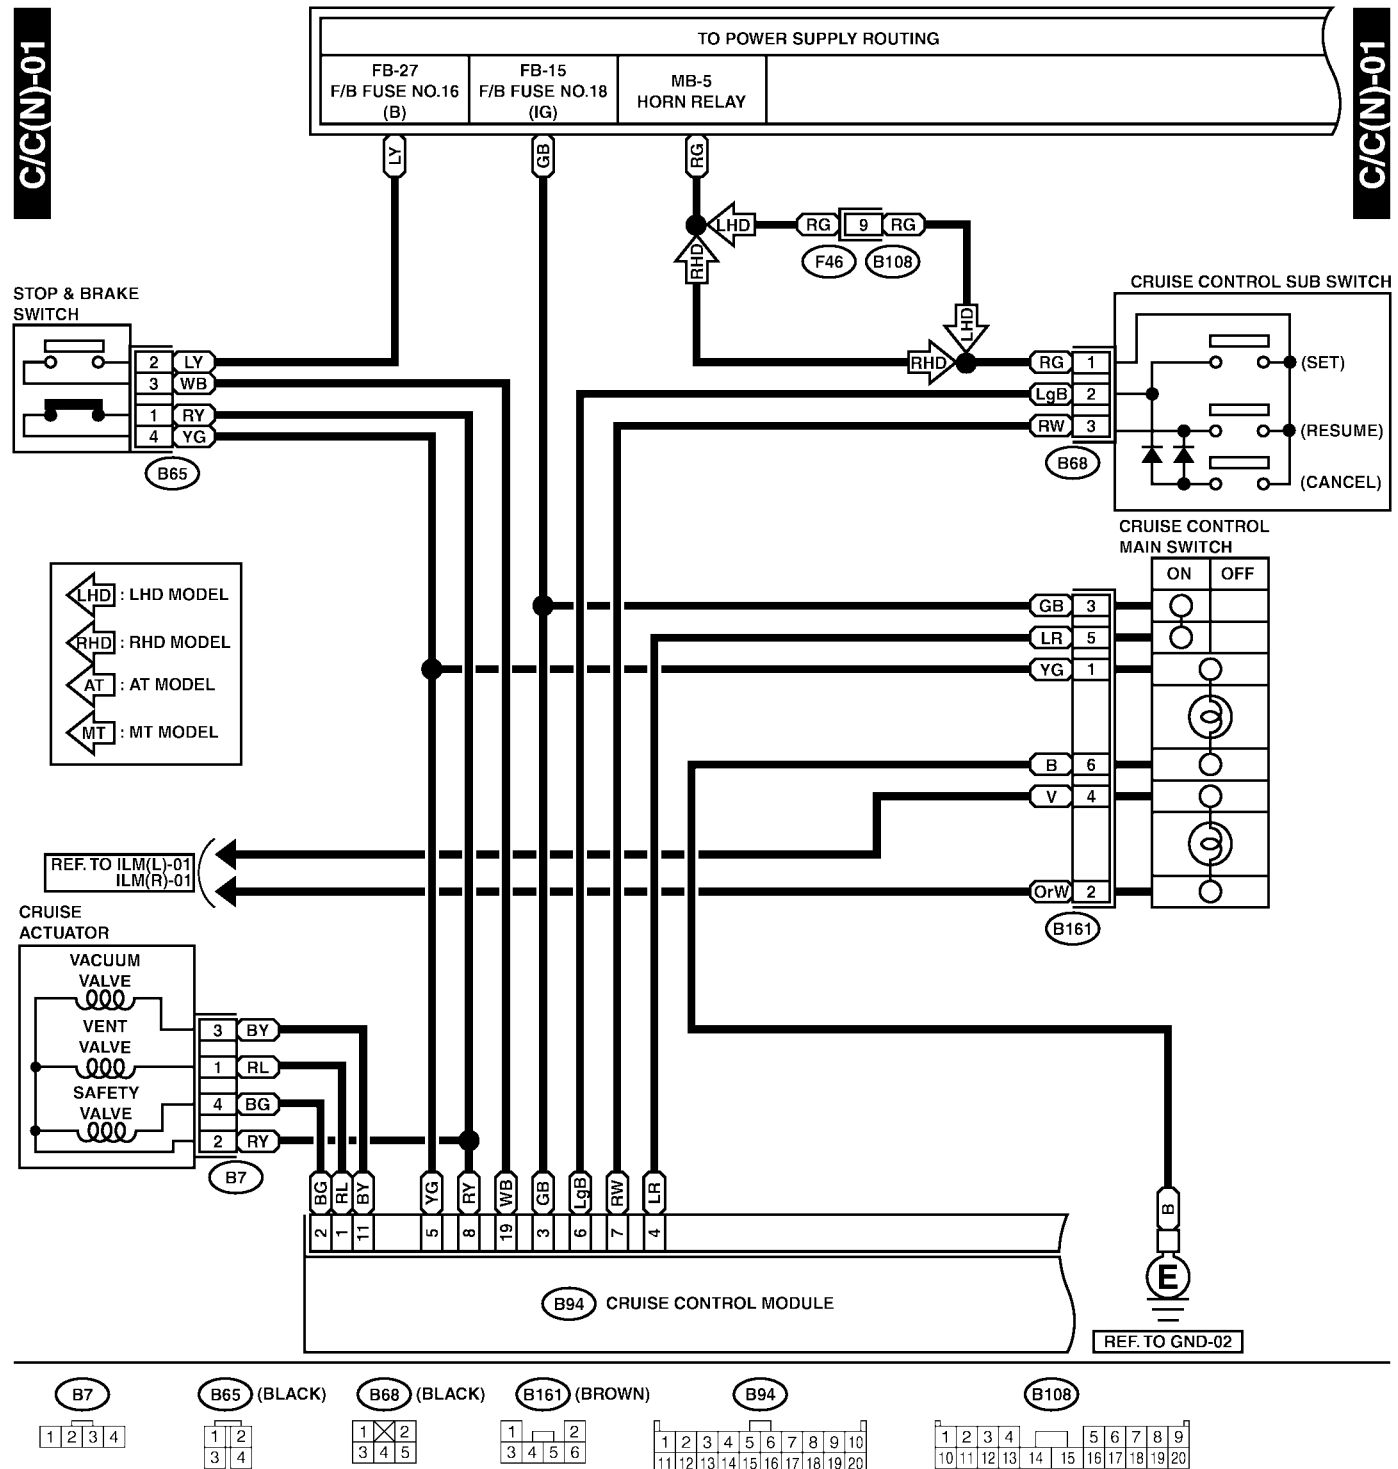 C/C(N)-01
C/C(N)-01
TO POWER SUPPLY ROUTING
FB-27
F/B FUSE NO.16
(B)
FB-15
F/B FUSE NO.18
(IG)
MB-5
HORN RELAY
LY
GB
RG
LHD
RG
9
RG
F46
B108
RHD
LHD
RHD
STOP & BRAKE
SWITCH
2 LY
3 WB
1 RY
4 YG
B65
CRUISE CONTROL SUB SWITCH
RG 1
LgB 2
RW 3
B68
(SET)
(RESUME)
(CANCEL)
LHD : LHD MODEL
RHD : RHD MODEL
AT : AT MODEL
MT : MT MODEL
CRUISE CONTROL
MAIN SWITCH
ON OFF
GB 3
LR 5
YG 1
B 6
V 4
OrW 2
B161
REF. TO ILM(L)-01
ILM(R)-01
CRUISE
ACTUATOR
VACUUM
VALVE
VENT
VALVE
SAFETY
VALVE
3 BY
1 RL
4 BG
2 RY
B7
BG RL BY YG RY WB GB LgB RW LR
2 1 11 5 8 19 3 6 7 4
B94 CRUISE CONTROL MODULE
B
E
REF. TO GND-02
B7
1 2 3 4
B65 (BLACK)
1 2
3 4
B68 (BLACK)
1 2
3 4 5
B161 (BROWN)
1 2
3 4 5 6
B94
1 2 3 4 5 6 7 8 9 10
11 12 13 14 15 16 17 18 19 20
B108
1 2 3 4 5 6 7 8 9
10 11 12 13 14 15 16 17 18 19 20